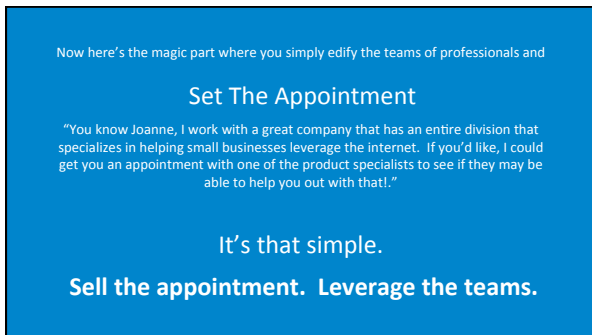 Now here’s the magic part where you simply edify the teams of professionals and
Set The Appointment
“You know Joanne, I work with a great company that has an entire division that
specializes in helping small businesses leverage the internet.  If you’d like, I could
get you an appointment with one of the product specialists to see if they may be
able to help you out with that!.”
It’s that simple.
Sell the appointment.  Leverage the teams.